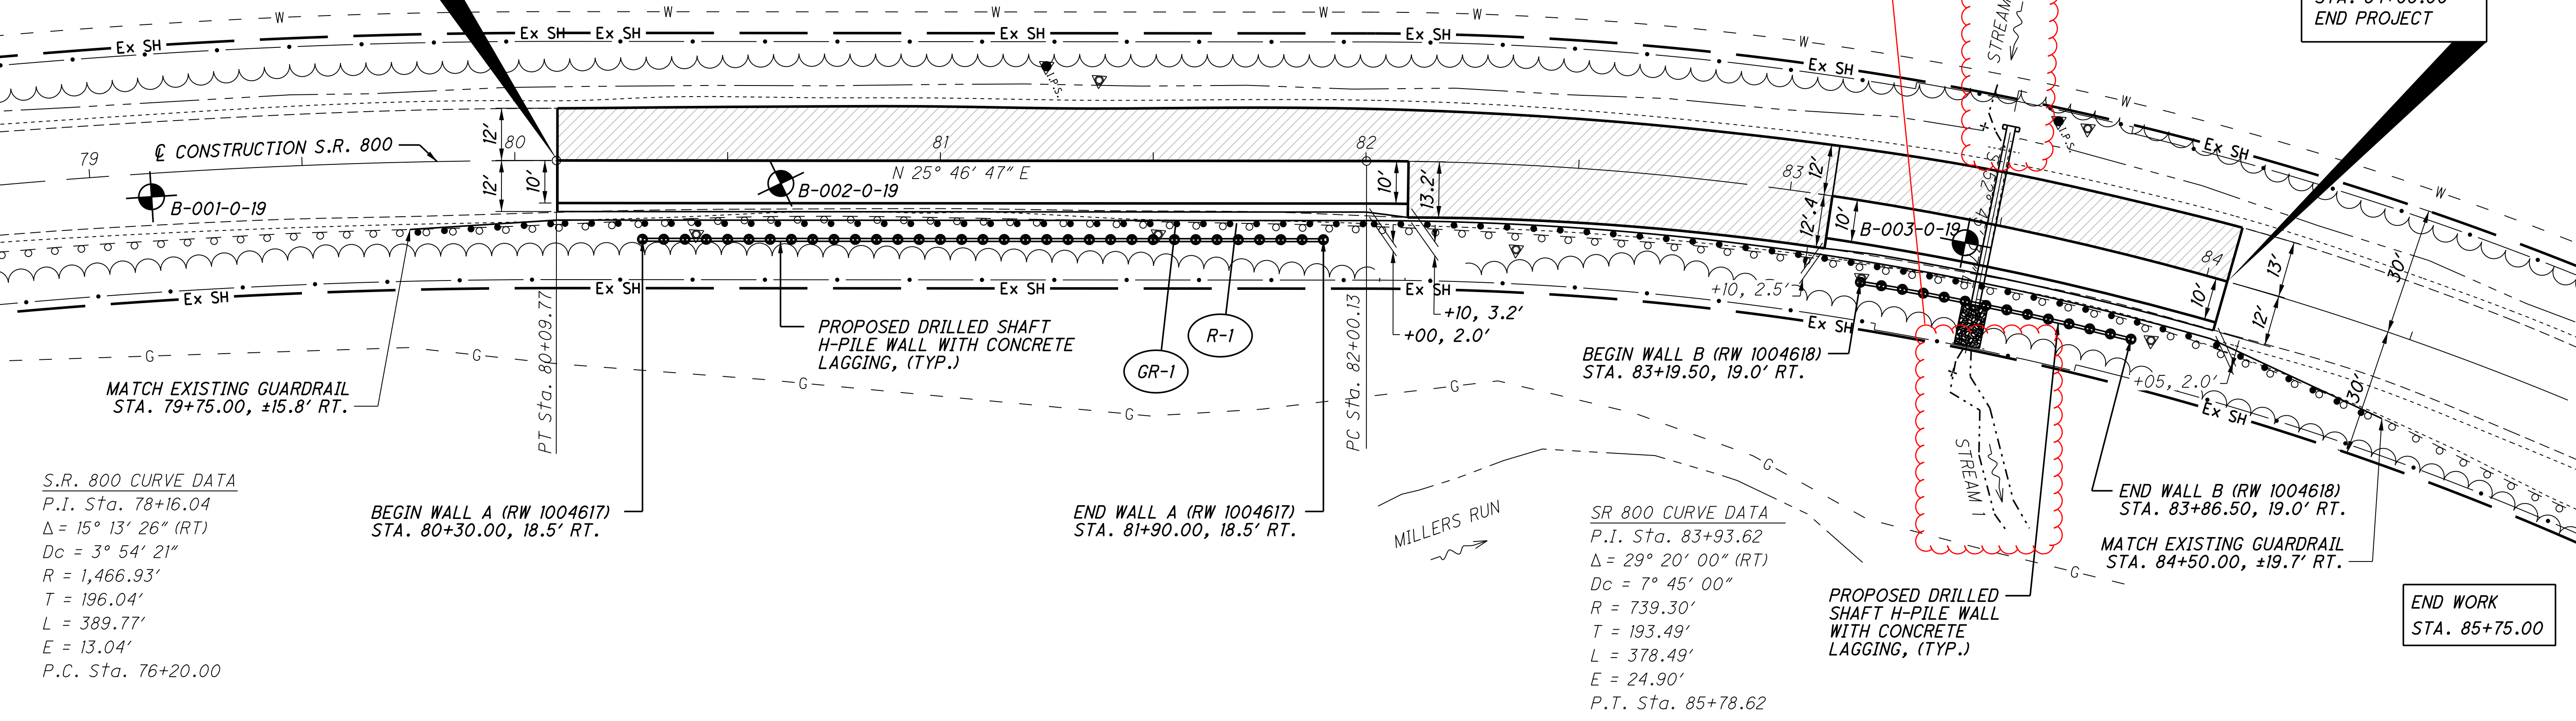 STA. 84+00.00
END PROJECT
W W W W W W W W
Ex SH Ex SH Ex SH Ex SH Ex SH Ex SH Ex SH
STREAM
I.P.'S.
I.P.'S
79
80
81
82
83
84
℄ CONSTRUCTION S.R. 800
12'
12'
10'
N 25° 46' 47" E
10'
13.2'
12'
12'.4
10'
10'
13'
12'
30'
30'
B-001-0-19
B-002-0-19
B-003-0-19
Ex SH Ex SH Ex SH Ex SH Ex SH Ex SH
PT Sta. 80+09.77
PC Sta. 82+00.13
+10, 3.2'
+00, 2.0'
+10, 2.5'
+05, 2.0'
PROPOSED DRILLED SHAFT
H-PILE WALL WITH CONCRETE
LAGGING, (TYP.)
GR-1
R-1
G G G G G G G
MATCH EXISTING GUARDRAIL
STA. 79+75.00, ±15.8' RT.
BEGIN WALL B (RW 1004618)
STA. 83+19.50, 19.0' RT.
STREAM 1
S.R. 800 CURVE DATA
P.I. Sta. 78+16.04
Δ = 15° 13' 26" (RT)
Dc = 3° 54' 21"
R = 1,466.93'
T = 196.04'
L = 389.77'
E = 13.04'
P.C. Sta. 76+20.00
BEGIN WALL A (RW 1004617)
STA. 80+30.00, 18.5' RT.
END WALL A (RW 1004617)
STA. 81+90.00, 18.5' RT.
MILLERS RUN
SR 800 CURVE DATA
P.I. Sta. 83+93.62
Δ = 29° 20' 00" (RT)
Dc = 7° 45' 00"
R = 739.30'
T = 193.49'
L = 378.49'
E = 24.90'
P.T. Sta. 85+78.62
END WALL B (RW 1004618)
STA. 83+86.50, 19.0' RT.
MATCH EXISTING GUARDRAIL
STA. 84+50.00, ±19.7' RT.
PROPOSED DRILLED
SHAFT H-PILE WALL
WITH CONCRETE
LAGGING, (TYP.)
END WORK
STA. 85+75.00